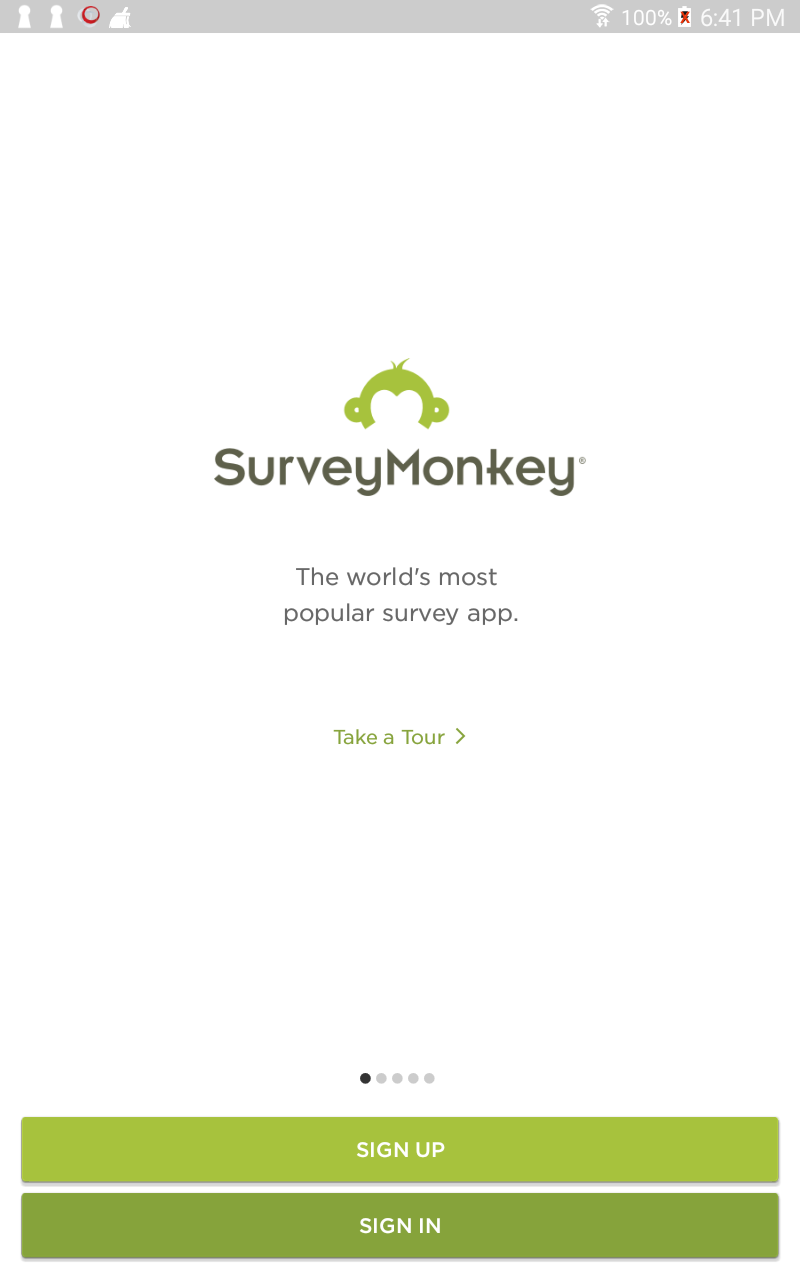 100% 6:41 PM
SurveyMonkey®
The world's most
popular survey app.
Take a Tour
SIGN UP
SIGN IN